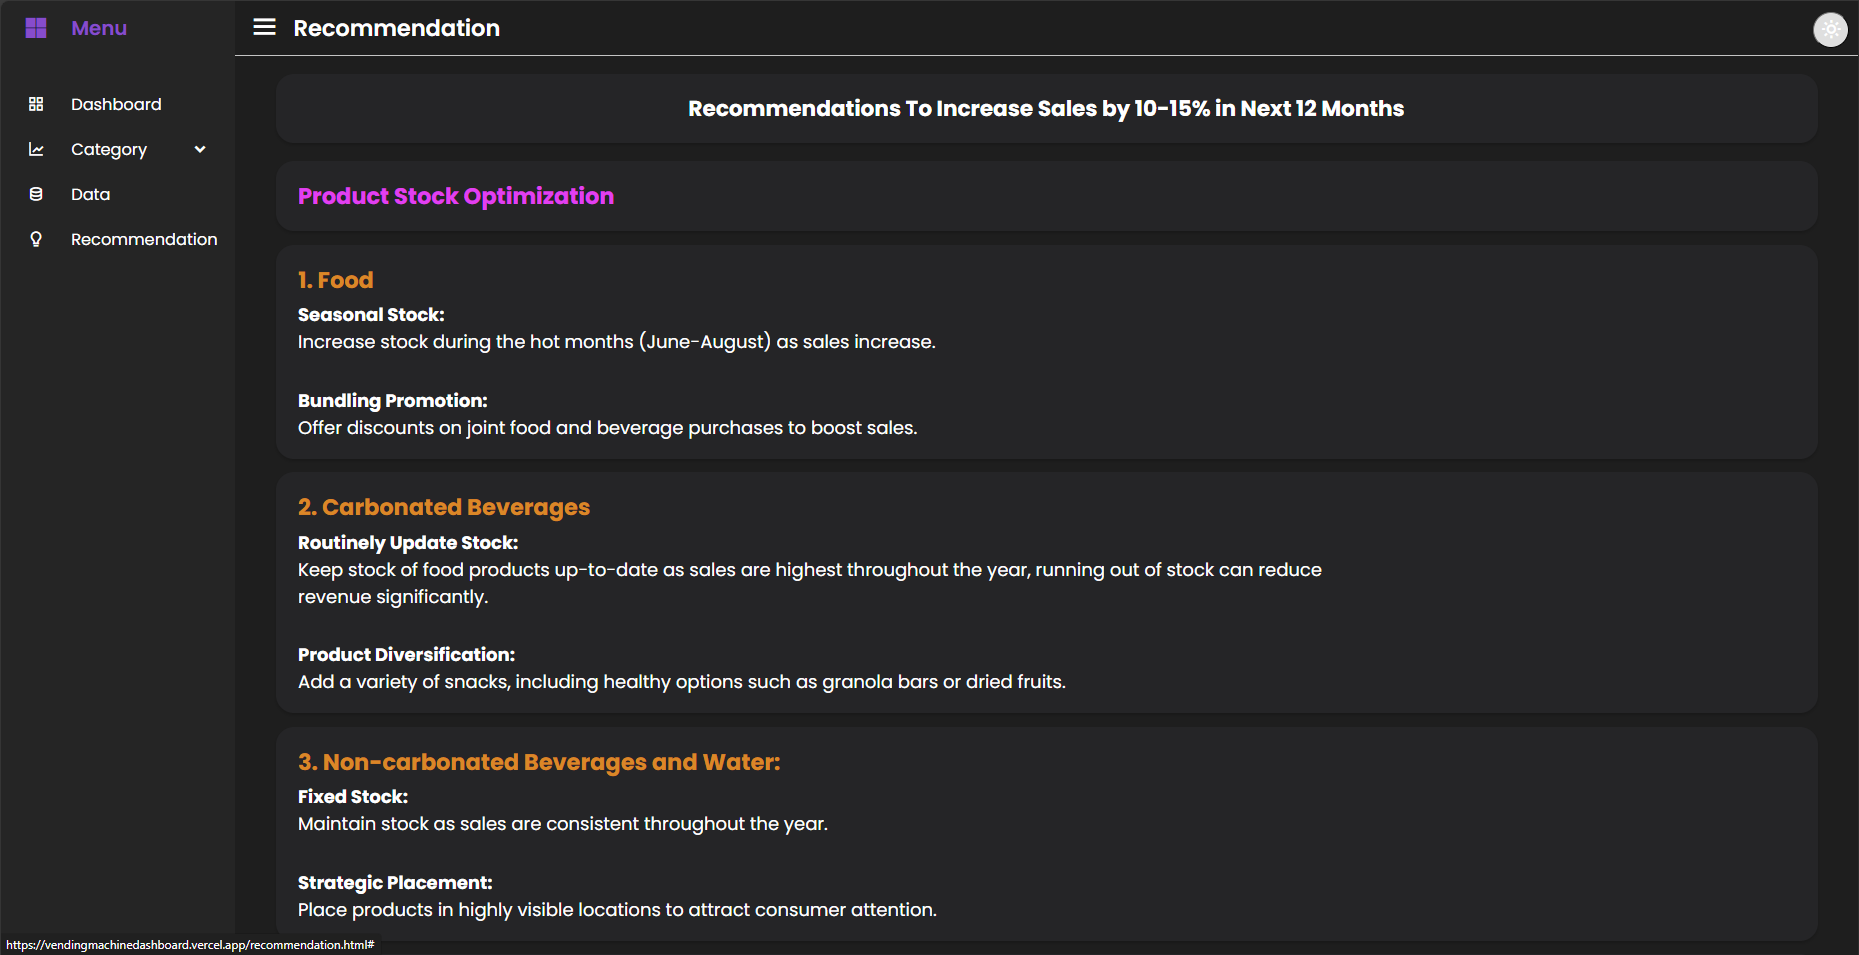 Menu
Recommendation
Dashboard
Category
Data
Recommendation
Recommendations To Increase Sales by 10-15% in Next 12 Months
Product Stock Optimization
1. Food
Seasonal Stock:
Increase stock during the hot months (June-August) as sales increase.
Bundling Promotion:
Offer discounts on joint food and beverage purchases to boost sales.
2. Carbonated Beverages
Routinely Update Stock:
Keep stock of food products up-to-date as sales are highest throughout the year, running out of stock can reduce
revenue significantly.
Product Diversification:
Add a variety of snacks, including healthy options such as granola bars or dried fruits.
3. Non-carbonated Beverages and Water:
Fixed Stock:
Maintain stock as sales are consistent throughout the year.
Strategic Placement:
Place products in highly visible locations to attract consumer attention.
https://vendingmachinedashboard.vercel.app/recommendation.html#